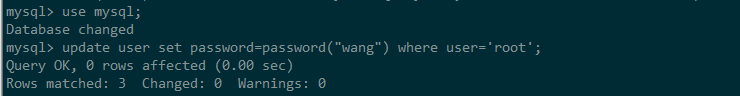 mysql> use mysql;
Database changed
mysql> update user set password=password("wang") where user='root';
Query OK, 0 rows affected (0.00 sec)
Rows matched: 3  Changed: 0  Warnings: 0